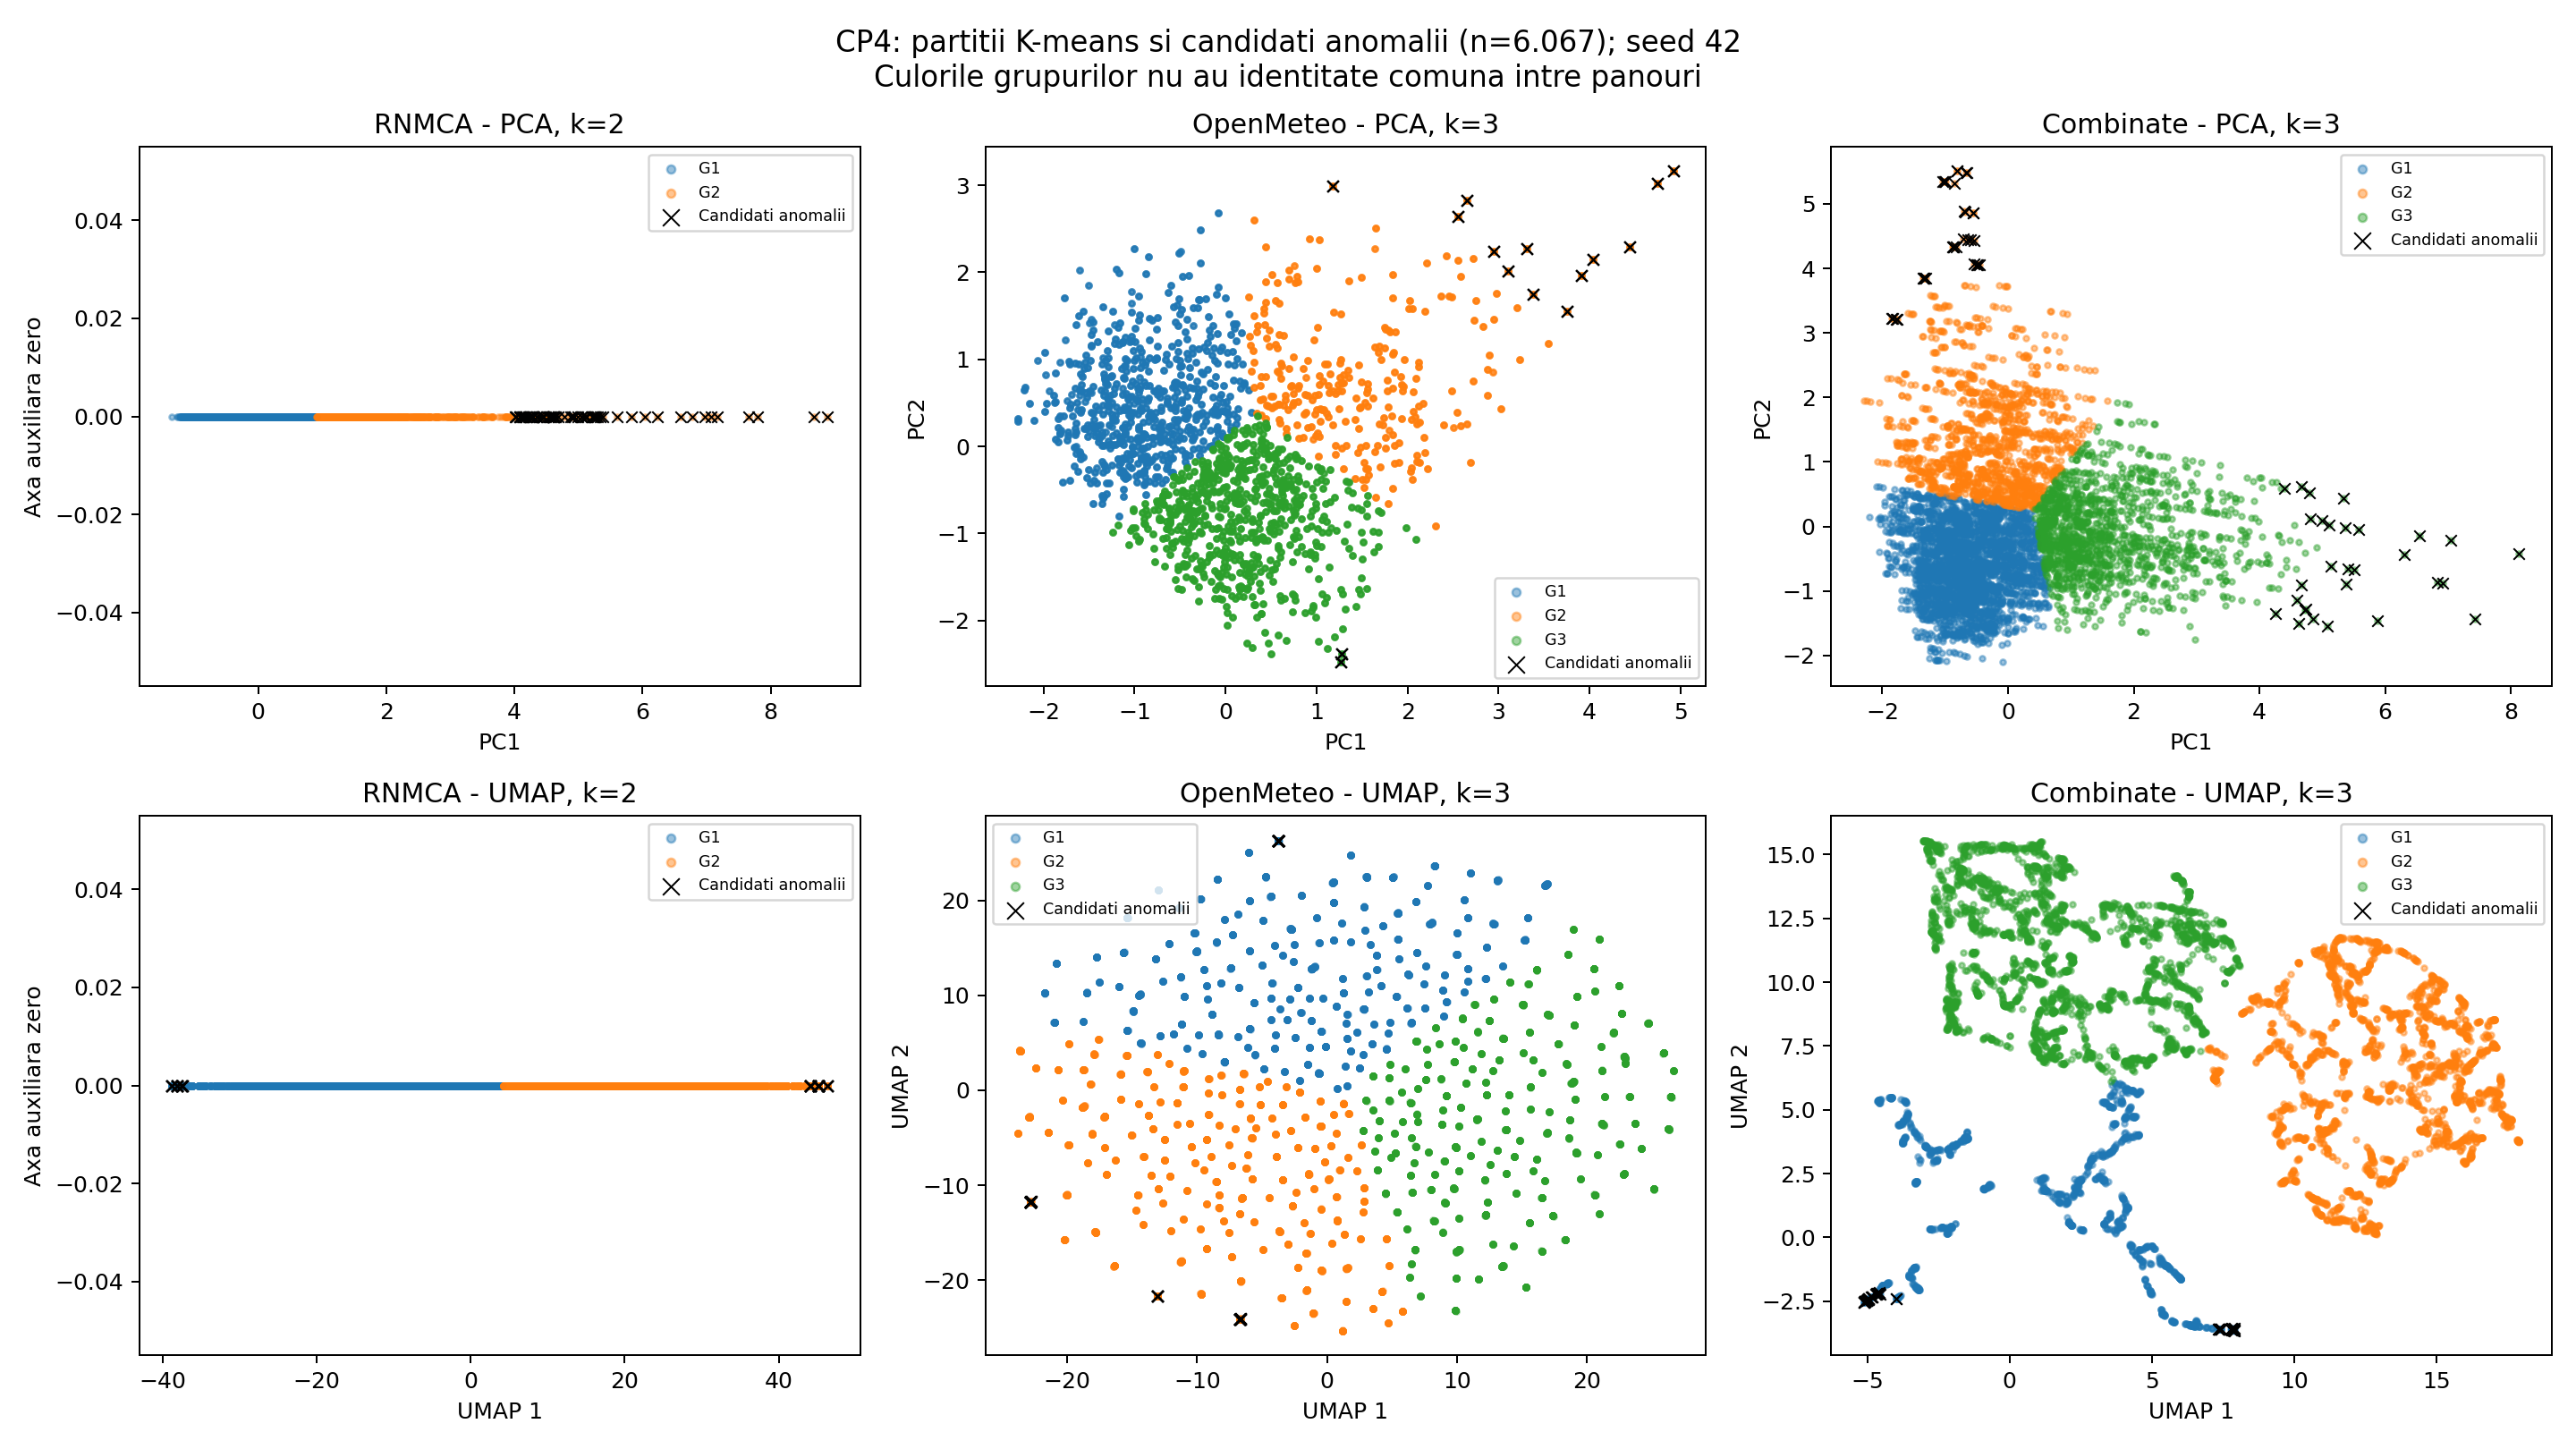 CP4: partitii K-means si candidati anomalii (n=6.067); seed 42
Culorile grupurilor nu au identitate comuna intre panouri
RNMCA - PCA, k=2
G1
G2
Candidati anomalii
0.04
0.02
0.00
−0.02
−0.04
Axa auxiliara zero
0 2 4 6 8
PC1
OpenMeteo - PCA, k=3
3
2
1
0
−1
−2
PC2
G1
G2
G3
Candidati anomalii
−2 −1 0 1 2 3 4 5
PC1
Combinate - PCA, k=3
G1
G2
G3
Candidati anomalii
5
4
3
2
1
0
−1
−2
PC2
−2 0 2 4 6 8
PC1
RNMCA - UMAP, k=2
G1
G2
Candidati anomalii
0.04
0.02
0.00
−0.02
−0.04
Axa auxiliara zero
−40 −20 0 20 40
UMAP 1
OpenMeteo - UMAP, k=3
G1
G2
G3
Candidati anomalii
20
10
0
−10
−20
UMAP 2
−20 −10 0 10 20
UMAP 1
Combinate - UMAP, k=3
G1
G2
G3
Candidati anomalii
15.0
12.5
10.0
7.5
5.0
2.5
0.0
−2.5
UMAP 2
−5 0 5 10 15
UMAP 1